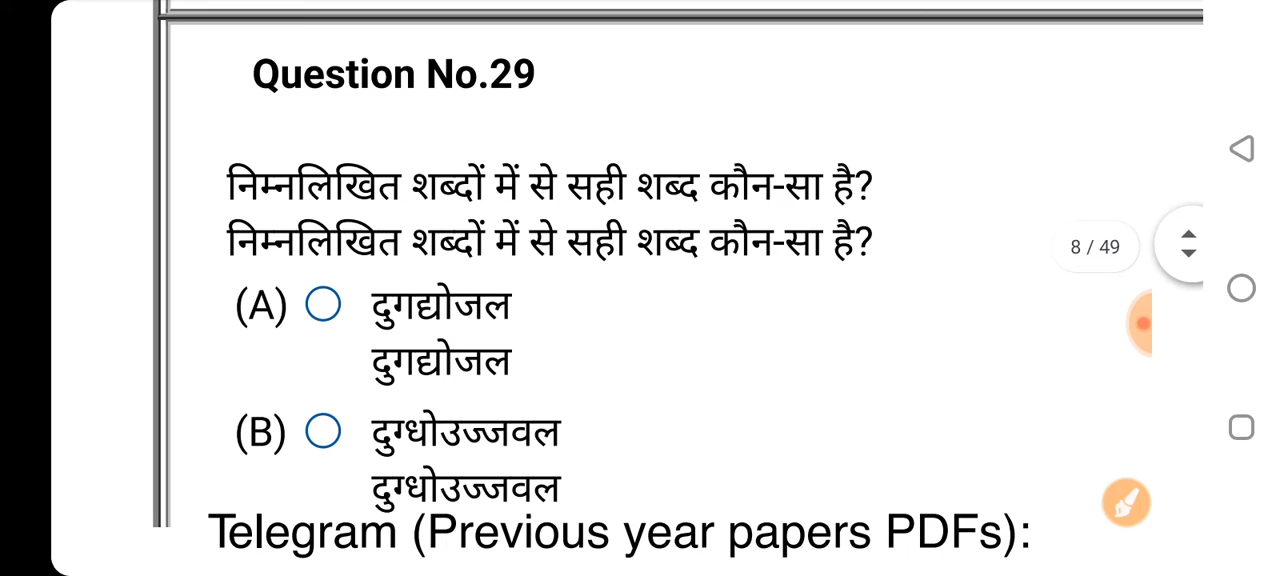 Question No.29
निम्नलिखित शब्दों में से सही शब्द कौन-सा है?
निम्नलिखित शब्दों में से सही शब्द कौन-सा है?
8 / 49
(A) दुगद्योजल
दुगद्योजल
(B) दुग्धोउज्जवल
दुग्धोउज्जवल
Telegram (Previous year papers PDFs):